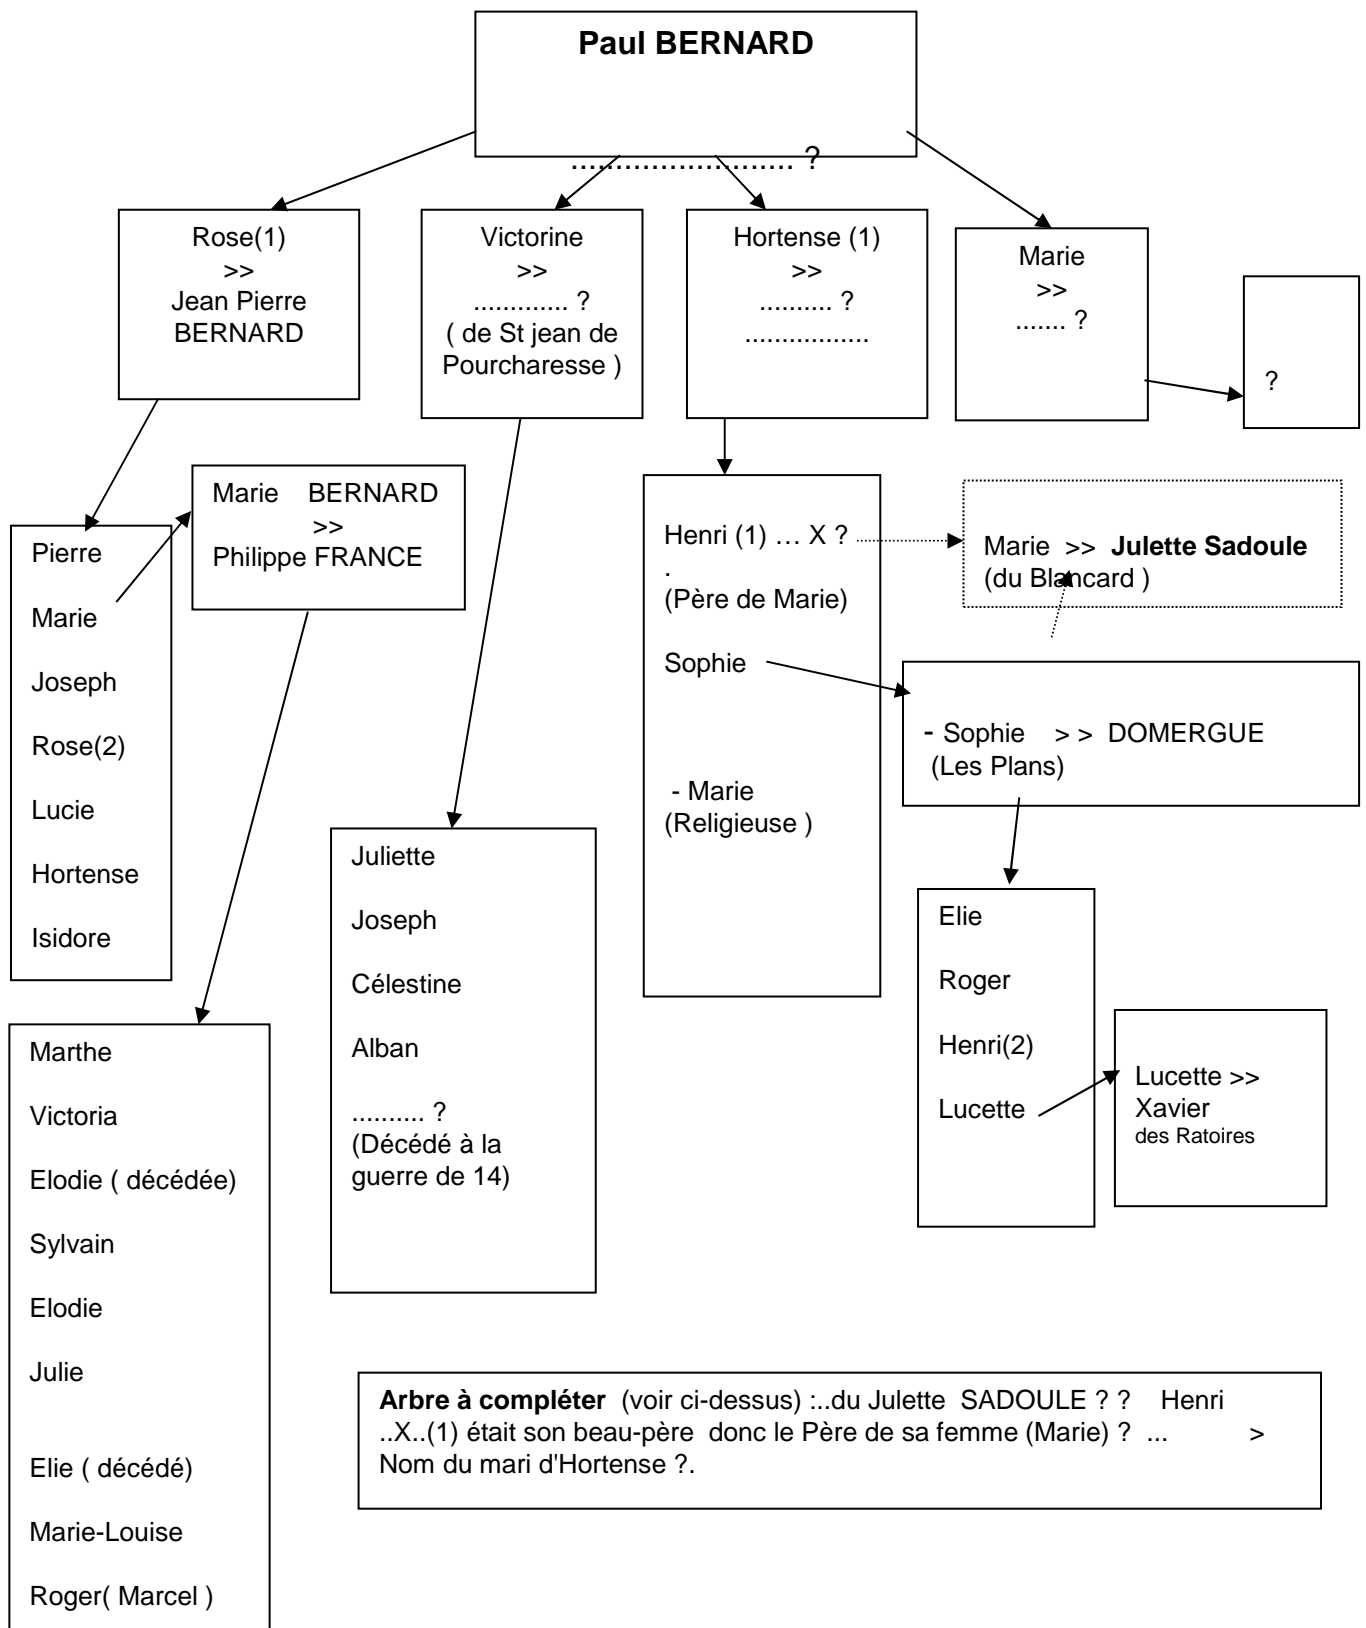 Paul BERNARD
......................... ?
Rose(1)
>>
Jean Pierre
BERNARD
Victorine
>>
............. ?
( de St jean de
Pourcharesse )
Hortense (1)
>>
.......... ?
.................
Marie
>>
....... ?
?
Marie BERNARD
>>
Philippe FRANCE
Pierre
Marie
Joseph
Rose(2)
Lucie
Hortense
Isidore
Henri (1) … X ?
.
(Père de Marie)
Sophie
- Marie
(Religieuse )
Marie >> Julette Sadoule
(du Blancard )
- Sophie > > DOMERGUE
(Les Plans)
Juliette
Joseph
Célestine
Alban
.......... ?
(Décédé à la
guerre de 14)
Elie
Roger
Henri(2)
Lucette
Lucette >>
Xavier
des Ratoires
Marthe
Victoria
Elodie ( décédée)
Sylvain
Elodie
Julie
Elie ( décédé)
Marie-Louise
Roger( Marcel )
Arbre à compléter (voir ci-dessus) :..du Julette SADOULE ? ? Henri
..X..(1) était son beau-père donc le Père de sa femme (Marie) ? ... >
Nom du mari d'Hortense ?.